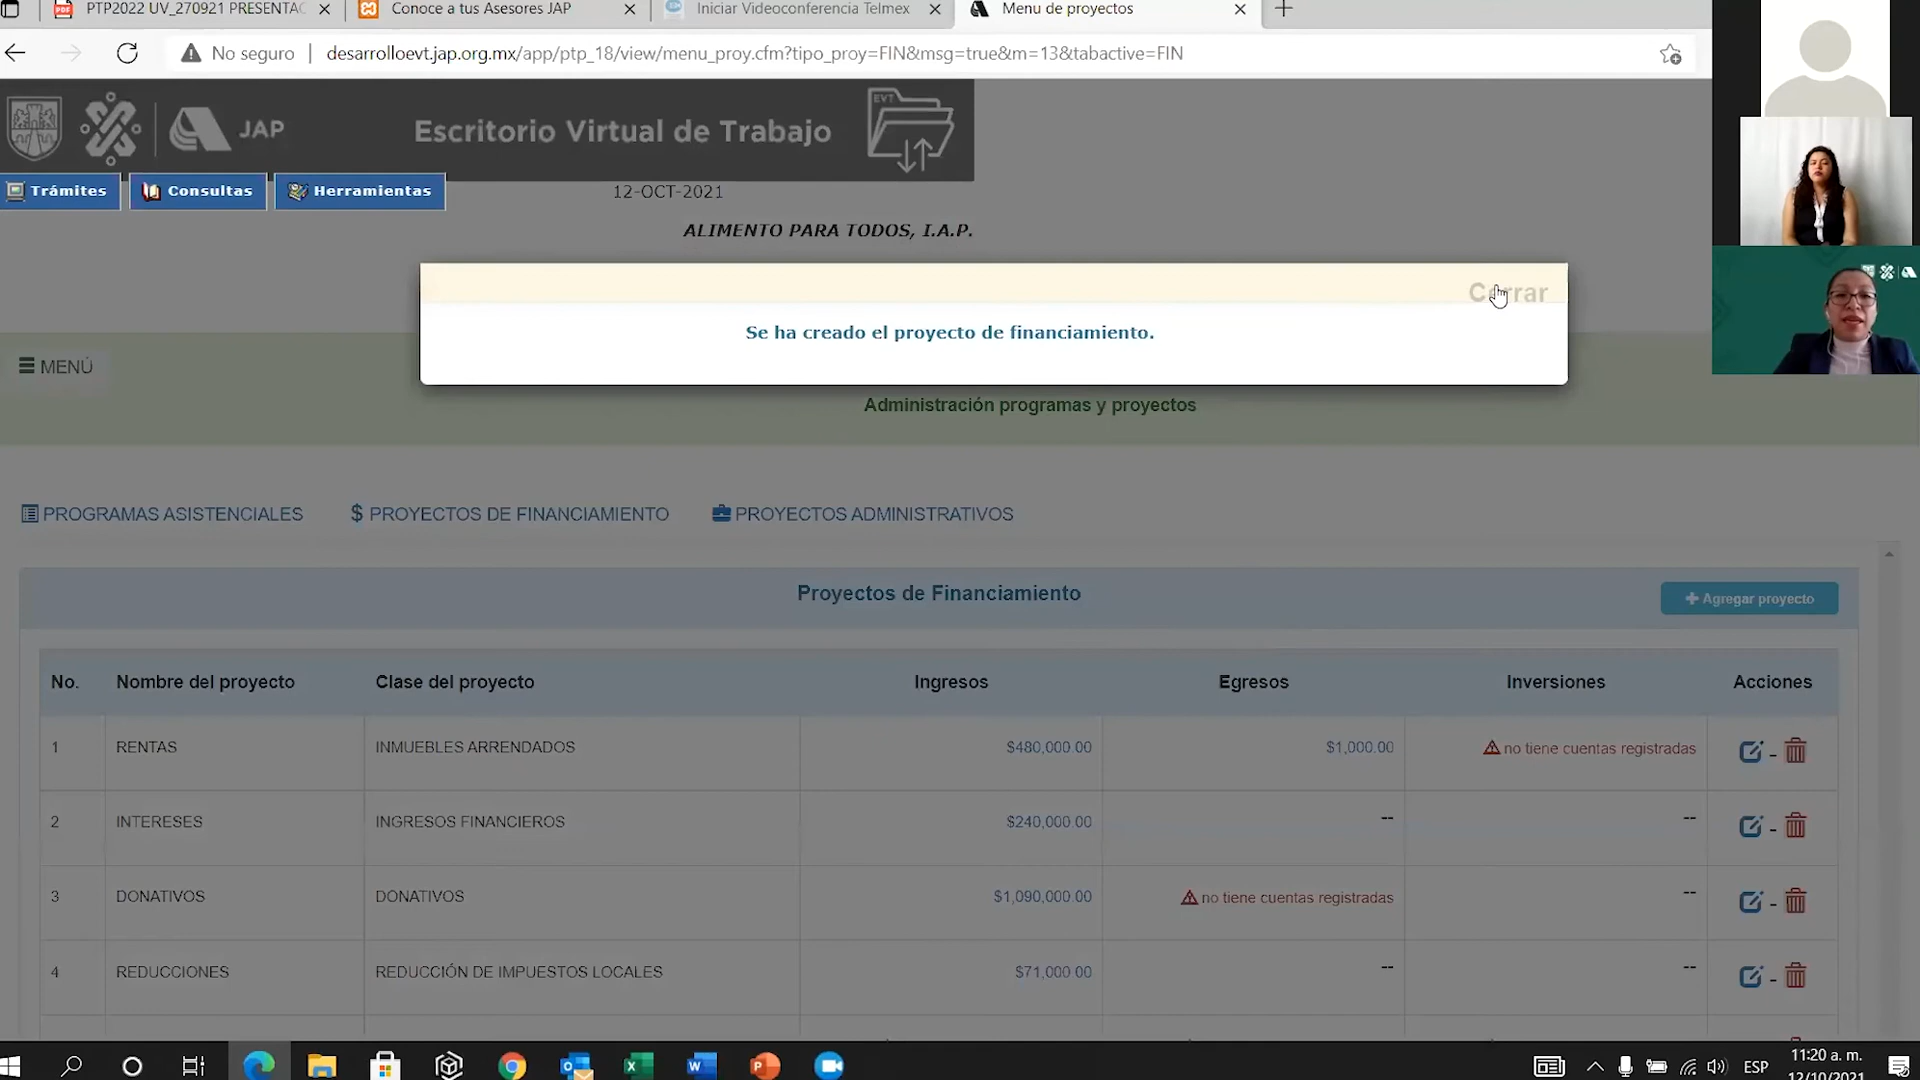 PTP2022 UV_270921 PRESENTAC
Conoce a tus Asesores JAP
Iniciar Videoconferencia Telmex
Menu de proyectos
No seguro
desarrolloevt.jap.org.mx/app/ptp_18/view/menu_proy.cfm?tipo_proy=FIN&msg=true&m=13&tabactive=FIN
JAP
Escritorio Virtual de Trabajo
EVT
Trámites
Consultas
Herramientas
12-OCT-2021
ALIMENTO PARA TODOS, I.A.P.
Cerrar
Se ha creado el proyecto de financiamiento.
MENÚ
Administración programas y proyectos
PROGRAMAS ASISTENCIALES
$ PROYECTOS DE FINANCIAMIENTO
PROYECTOS ADMINISTRATIVOS
Proyectos de Financiamiento
+ Agregar proyecto
No. Nombre del proyecto Clase del proyecto Ingresos Egresos Inversiones Acciones
1 RENTAS INMUEBLES ARRENDADOS $480,000.00 $1,000.00 no tiene cuentas registradas -
2 INTERESES INGRESOS FINANCIEROS $240,000.00 -- -- -
3 DONATIVOS DONATIVOS $1,090,000.00 no tiene cuentas registradas -- -
4 REDUCCIONES REDUCCIÓN DE IMPUESTOS LOCALES $71,000.00 -- -- -
ESP
11:20 a. m.
12/10/2021